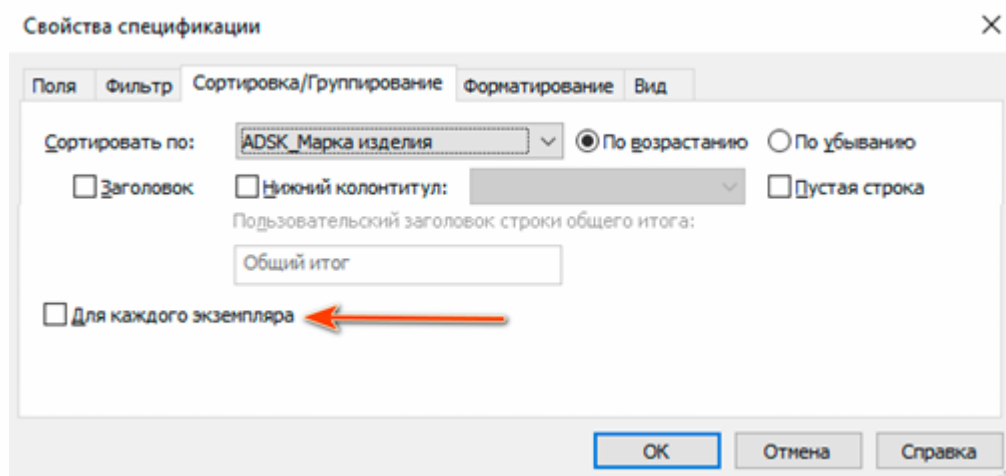 Свойства спецификации
Поля Фильтр Сортировка/Группирование Форматирование Вид
Сортировать по: ADSK_Марка изделия По возрастанию По убыванию
Заголовок Нижний колонтитул: Пустая строка
Пользовательский заголовок строки общего итога:
Общий итог
Для каждого экземпляра
ОК Отмена Справка